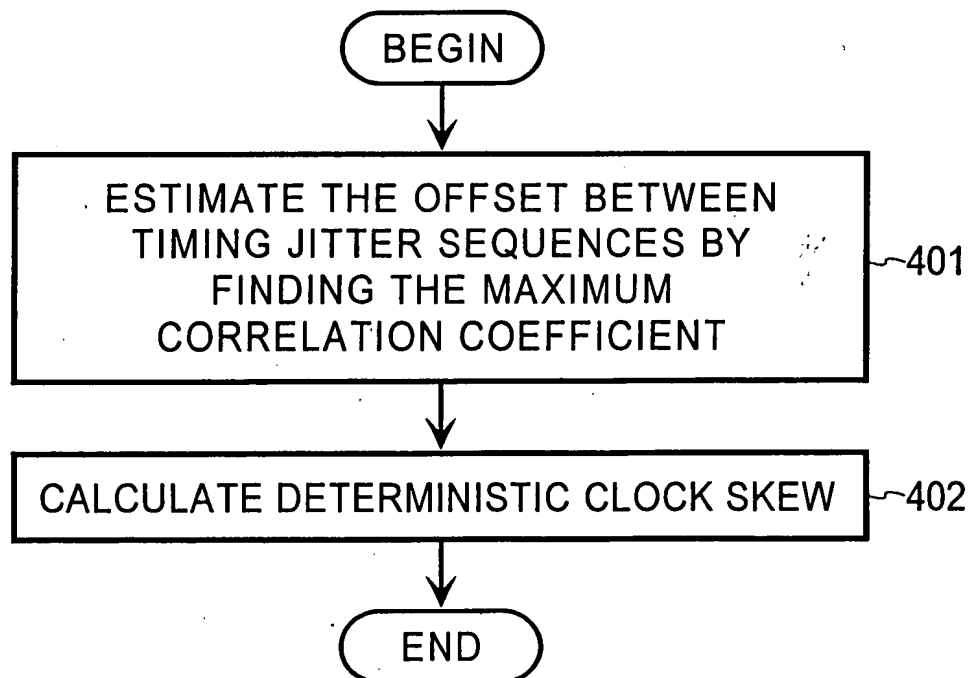 BEGIN
ESTIMATE THE OFFSET BETWEEN
TIMING JITTER SEQUENCES BY
FINDING THE MAXIMUM
CORRELATION COEFFICIENT
401
CALCULATE DETERMINISTIC CLOCK SKEW
402
END